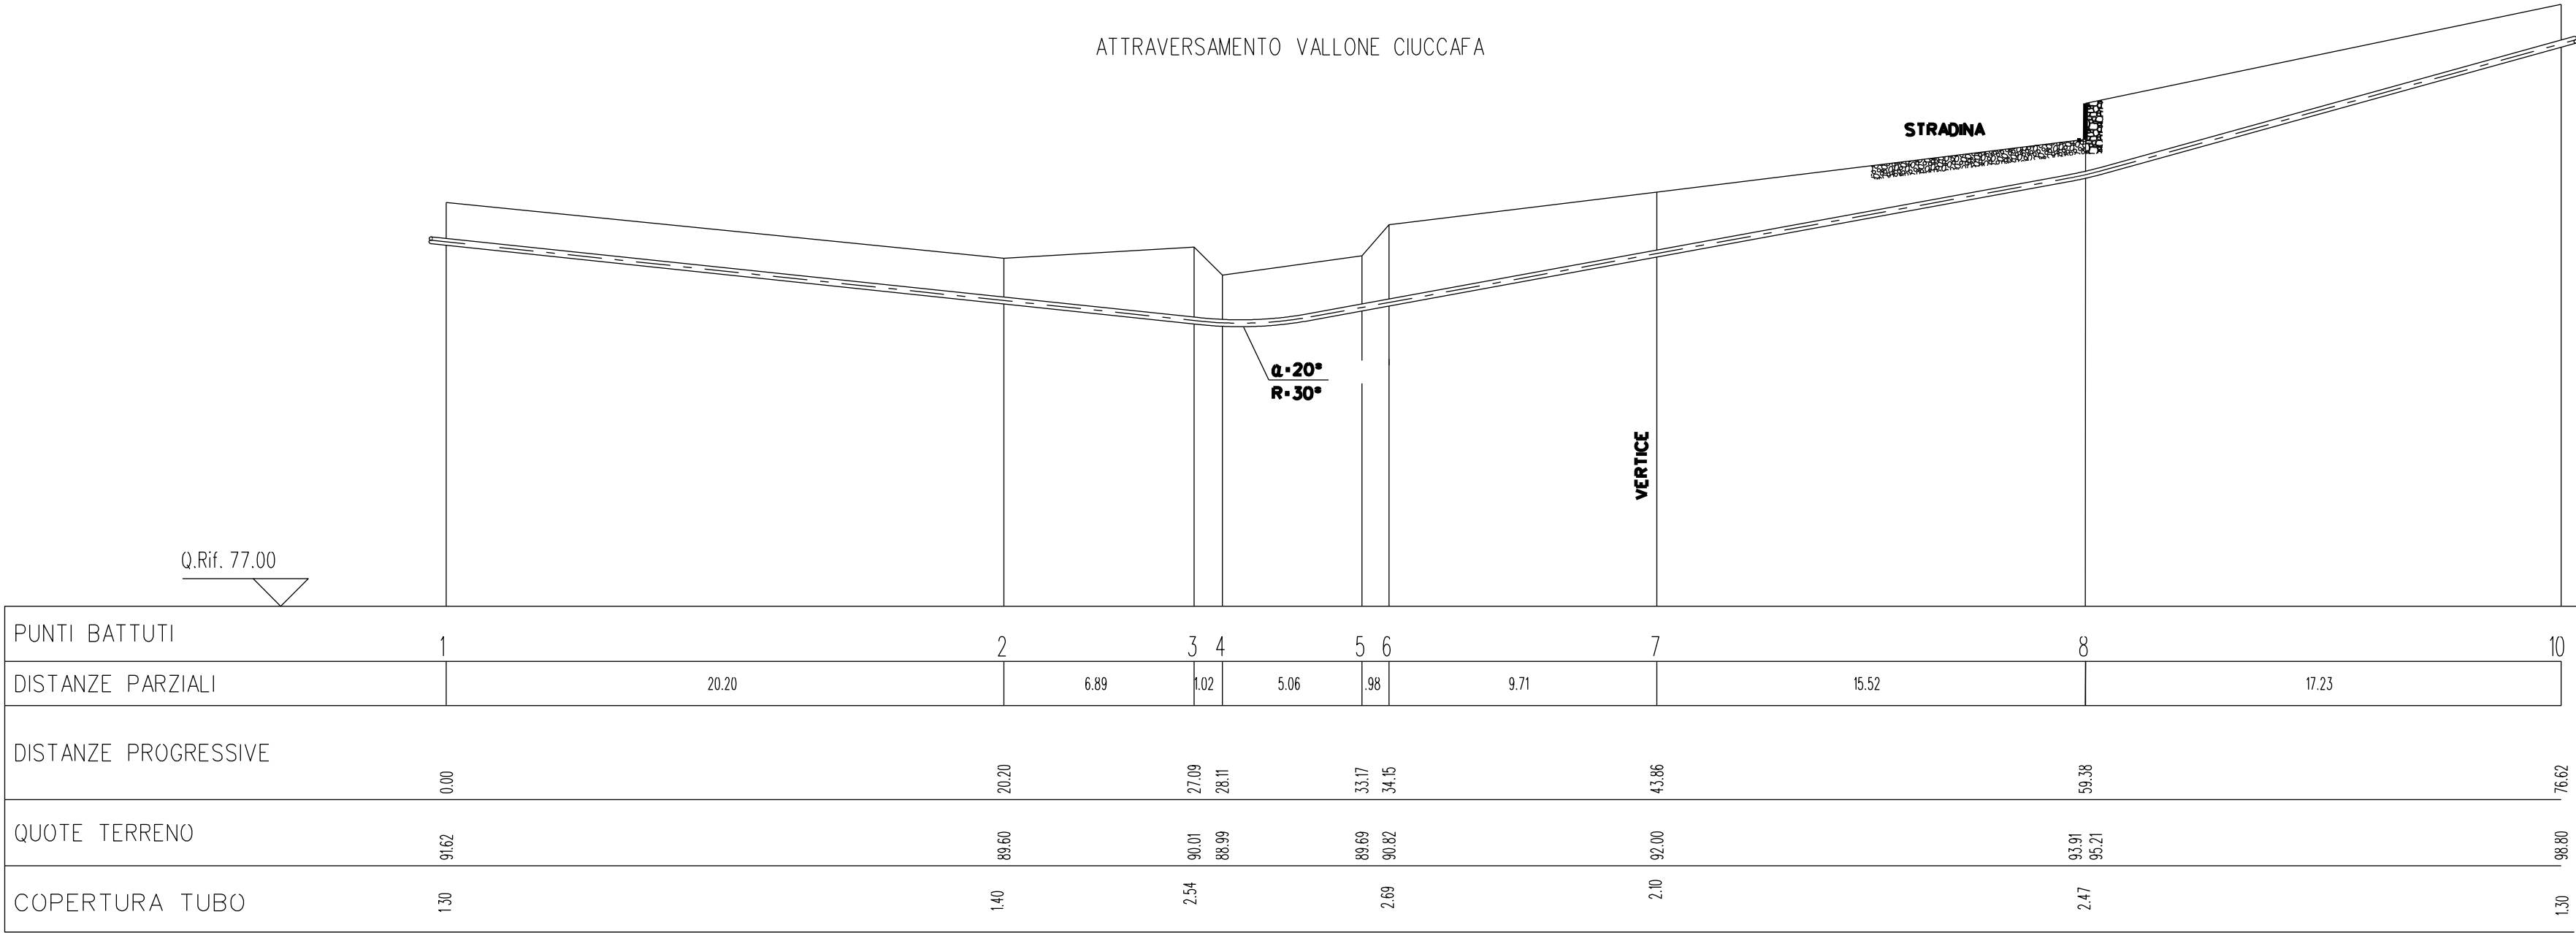 ATTRAVERSAMENTO VALLONE CIUCCAFA
STRADINA
α=20°
R=30°
VERTICE
Q.Rif. 77.00
PUNTI BATTUTI 1 2 3 4 5 6 7 8 10
DISTANZE PARZIALI 20.20 6.89 1.02 5.06 .98 9.71 15.52 17.23
DISTANZE PROGRESSIVE 0.00 20.20 27.09 28.11 33.17 34.15 43.86 59.38 76.62
QUOTE TERRENO 91.62 89.60 90.01 88.99 89.69 90.82 92.00 93.91 95.21 98.80
COPERTURA TUBO 1.30 1.40 2.54 2.69 2.10 2.47 1.30